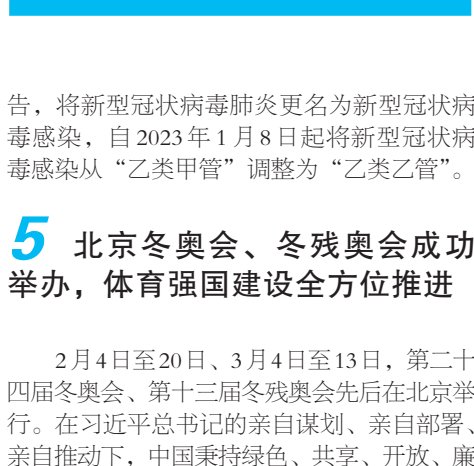 告，将新型冠状病毒肺炎更名为新型冠状病
毒感染，自2023年1月8日起将新型冠状病
毒感染从“乙类甲管”调整为“乙类乙管”。
5 北京冬奥会、冬残奥会成功
举办，体育强国建设全方位推进
2月4日至20日、3月4日至13日，第二十
四届冬奥会、第十三届冬残奥会先后在北京举
行。在习近平总书记的亲自谋划、亲自部署、
亲自推动下，中国秉持绿色、共享、开放、廉